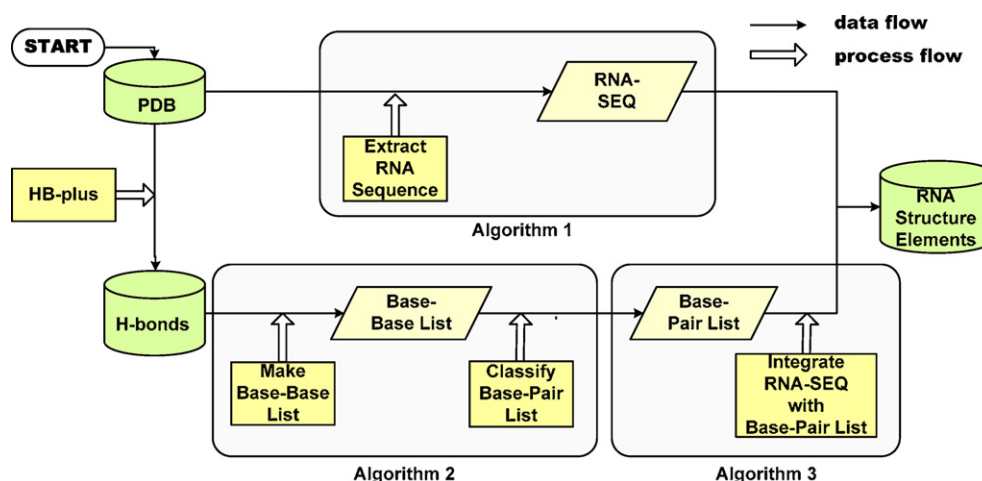 START
data flow
process flow
PDB
RNA-
SEQ
Extract
RNA
Sequence
HB-plus
Algorithm 1
RNA
Structure
Elements
H-bonds
Base-
Base List
Base-
Pair List
Make
Base-Base
List
Classify
Base-Pair
List
Integrate
RNA-SEQ
with
Base-Pair List
Algorithm 2
Algorithm 3